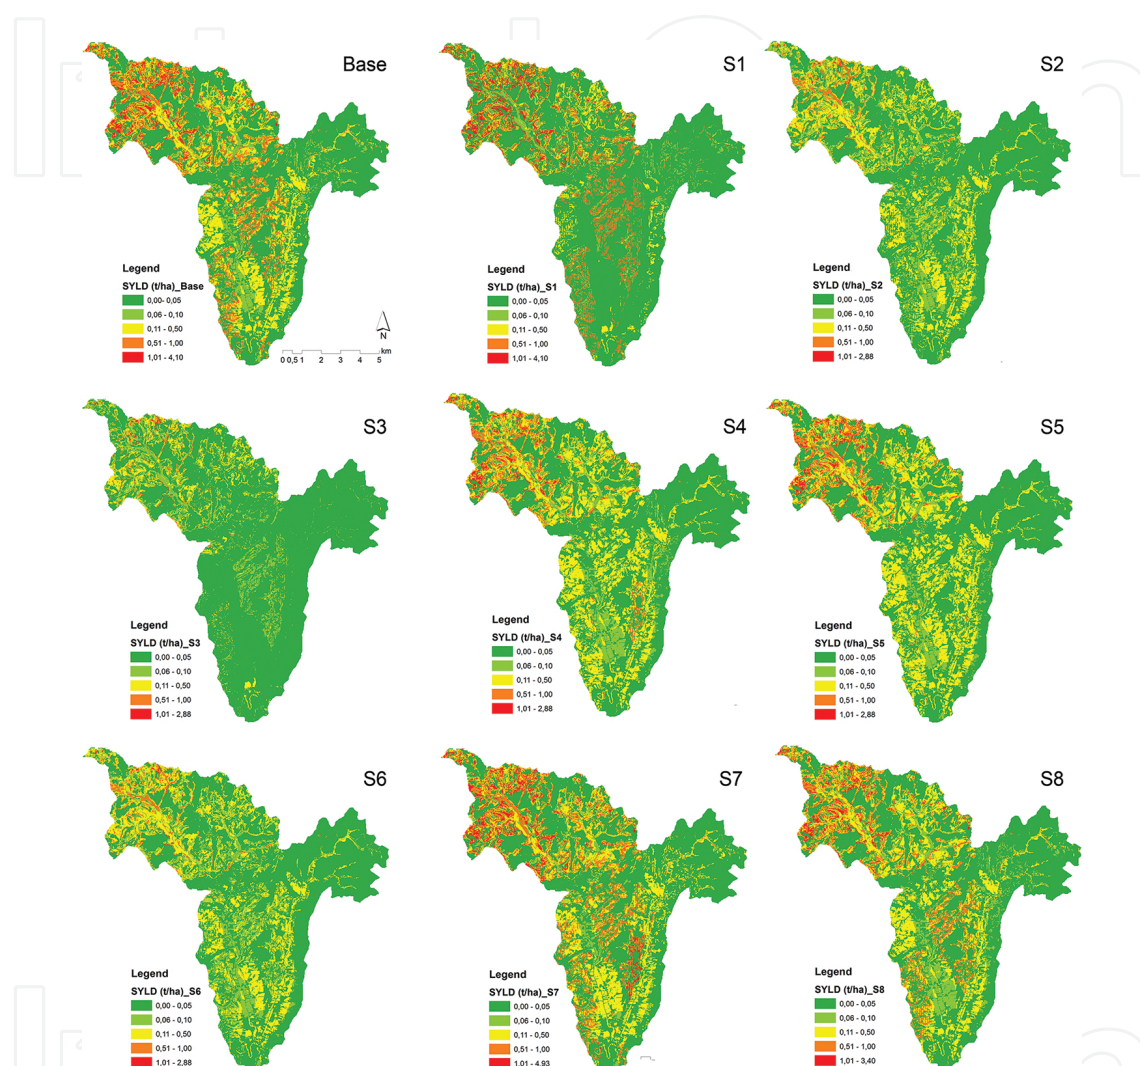 Base
Legend
SYLD (t/ha)_Base
0,00- 0,05
0,06 - 0,10
0,11 - 0,50
0,51 - 1,00
1,01 - 4,10
N
km
0 0,5 1 2 3 4 5
S1
Legend
SYLD (t/ha)_S1
0,00 - 0,05
0,06 - 0,10
0,11 - 0,50
0,51 - 1,00
1,01 - 4,10
S2
Legend
SYLD (t/ha)_S2
0,00 - 0,05
0,06 - 0,10
0,11 - 0,50
0,51 - 1,00
1,01 - 2,88
S3
Legend
SYLD (t/ha)_S3
0,00 - 0,05
0,06 - 0,10
0,11 - 0,50
0,51 - 1,00
1,01 - 2,88
S4
Legend
SYLD (t/ha)_S4
0,00 - 0,05
0,06 - 0,10
0,11 - 0,50
0,51 - 1,00
1,01 - 2,88
S5
Legend
SYLD (t/ha)_S5
0,00 - 0,05
0,06 - 0,10
0,11 - 0,50
0,51 - 1,00
1,01 - 2,88
S6
Legend
SYLD (t/ha)_S6
0,00 - 0,05
0,06 - 0,10
0,11 - 0,50
0,51 - 1,00
1,01 - 2,88
S7
Legend
SYLD (t/ha)_S7
0,00 - 0,05
0,06 - 0,10
0,11 - 0,50
0,51 - 1,00
1,01 - 4,93
S8
Legend
SYLD (t/ha)_S8
0,00 - 0,05
0,06 - 0,10
0,11 - 0,50
0,51 - 1,00
1,01 - 3,40